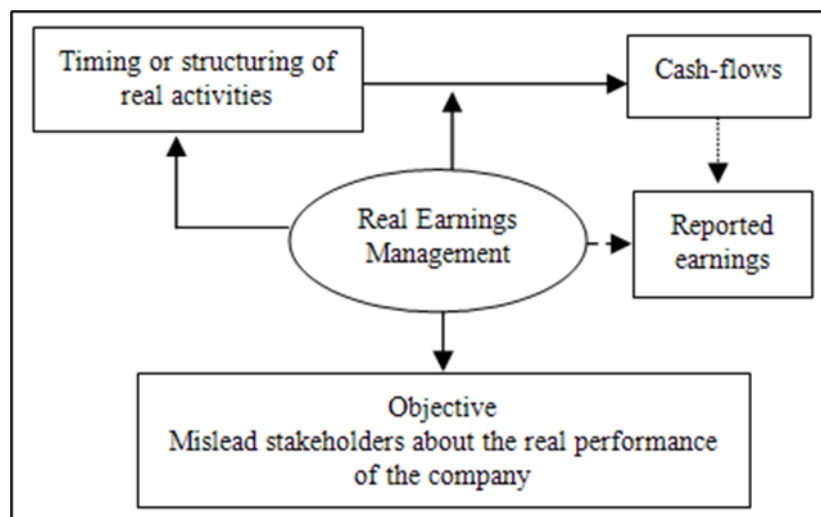 Timing or structuring of
real activities
Cash-flows
Real Earnings
Management
Reported
earnings
Objective
Mislead stakeholders about the real performance
of the company